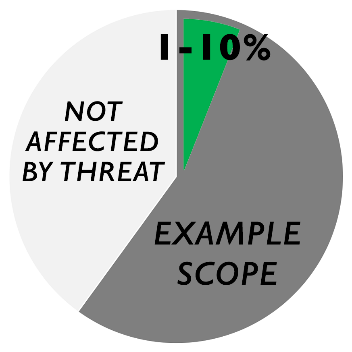 1-10%
NOT
AFFECTED
BY THREAT
EXAMPLE
SCOPE